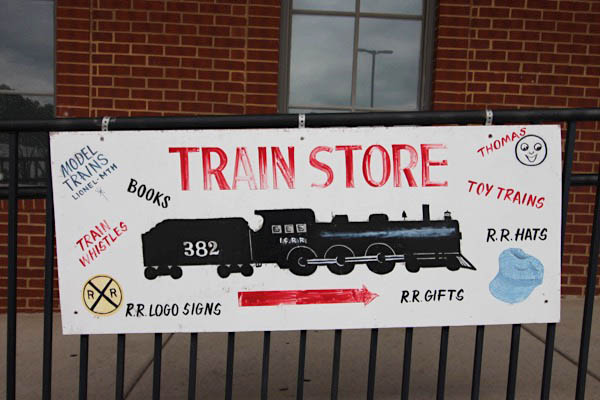 TRAIN STORE
MODEL
TRAINS
LIONEL·MTH
BOOKS
TRAIN
WHISTLES
R R
R.R. LOGO SIGNS
382
I.C.R.R.
THOMAS
TOY TRAINS
R.R. HATS
R.R. GIFTS